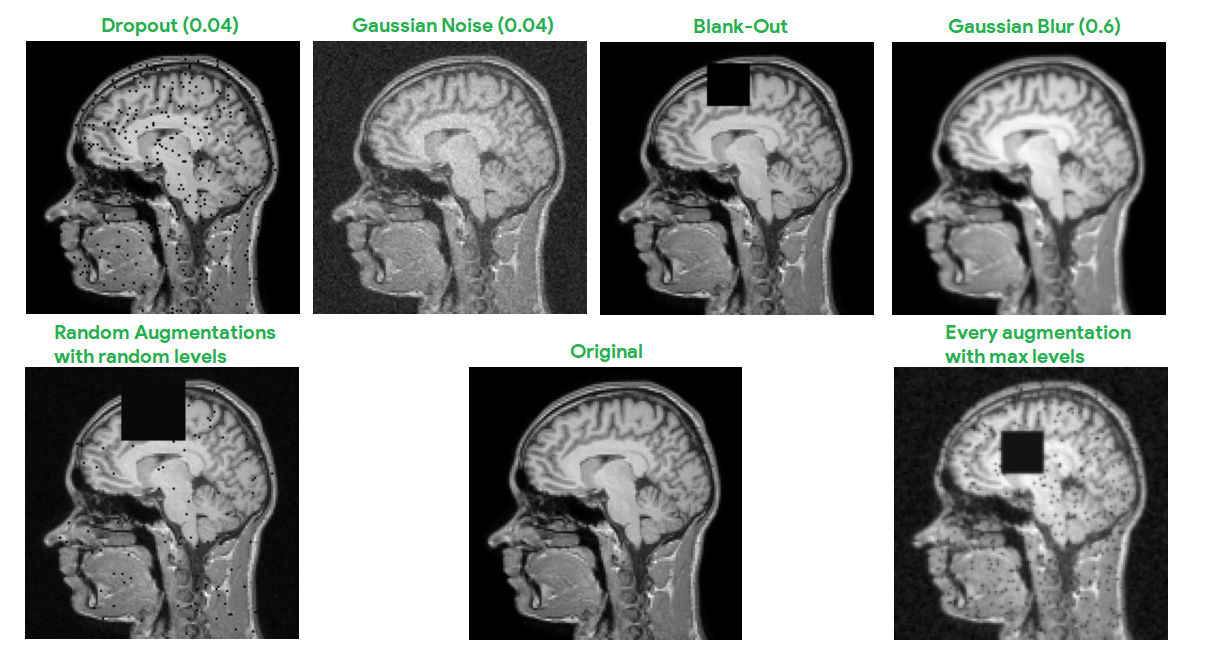 Dropout (0.04)
Gaussian Noise (0.04)
Blank-Out
Gaussian Blur (0.6)
Random Augmentations
with random levels
Original
Every augmentation
with max levels